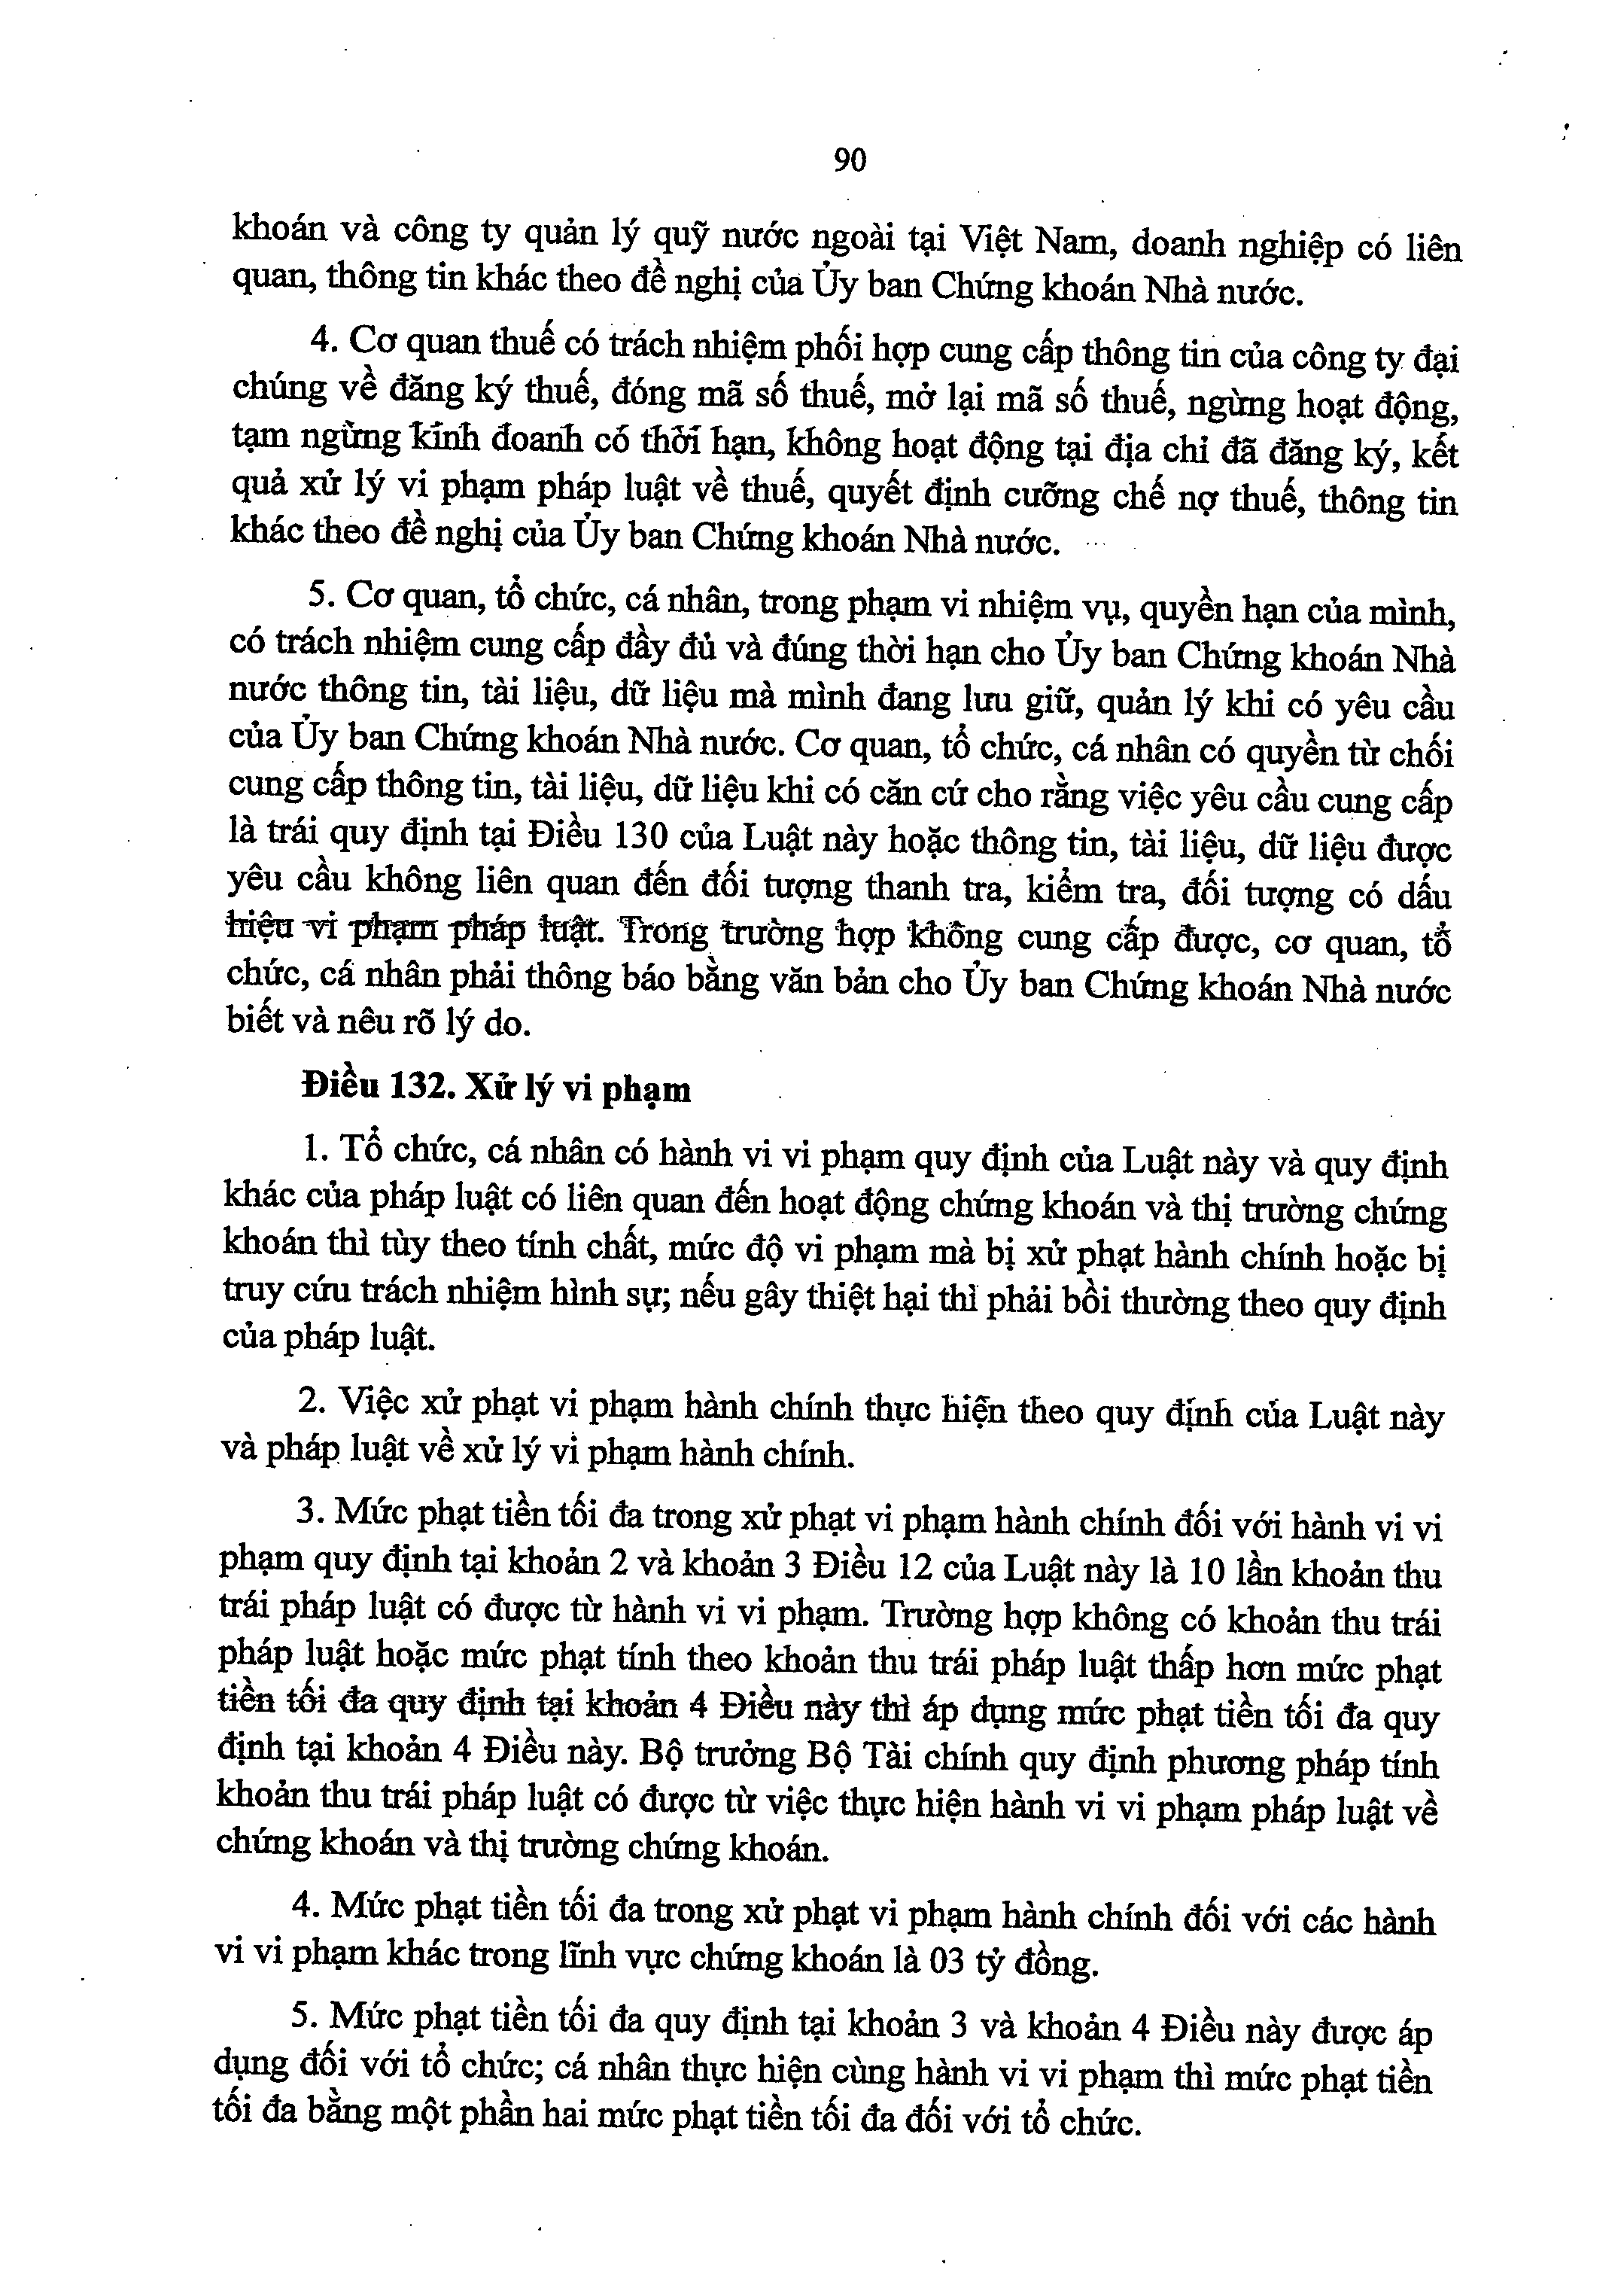 90
khoán và công ty quản lý quỹ nước ngoài tại Việt Nam, doanh nghiệp có liên
quan, thông tin khác theo đề nghị của Ủy ban Chứng khoán Nhà nước.
4. Cơ quan thuế có trách nhiệm phối hợp cung cấp thông tin của công ty đại
chúng về đăng ký thuế, đóng mã số thuế, mở lại mã số thuế, ngừng hoạt động,
tạm ngừng kinh doanh có thời hạn, không hoạt động tại địa chỉ đã đăng ký, kết
quả xử lý vi phạm pháp luật về thuế, quyết định cưỡng chế nợ thuế, thông tin
khác theo đề nghị của Ủy ban Chứng khoán Nhà nước.
5. Cơ quan, tổ chức, cá nhân, trong phạm vi nhiệm vụ, quyền hạn của mình,
có trách nhiệm cung cấp đầy đủ và đúng thời hạn cho Ủy ban Chứng khoán Nhà
nước thông tin, tài liệu, dữ liệu mà mình đang lưu giữ, quản lý khi có yêu cầu
của Ủy ban Chứng khoán Nhà nước. Cơ quan, tổ chức, cá nhân có quyền từ chối
cung cấp thông tin, tài liệu, dữ liệu khi có căn cứ cho rằng việc yêu cầu cung cấp
là trái quy định tại Điều 130 của Luật này hoặc thông tin, tài liệu, dữ liệu được
yêu cầu không liên quan đến đối tượng thanh tra, kiểm tra, đối tượng có dấu
hiệu vi phạm pháp luật. Trong trường hợp không cung cấp được, cơ quan, tổ
chức, cá nhân phải thông báo bằng văn bản cho Ủy ban Chứng khoán Nhà nước
biết và nêu rõ lý do.
Điều 132. Xử lý vi phạm
1. Tổ chức, cá nhân có hành vi vi phạm quy định của Luật này và quy định
khác của pháp luật có liên quan đến hoạt động chứng khoán và thị trường chứng
khoán thì tùy theo tính chất, mức độ vi phạm mà bị xử phạt hành chính hoặc bị
truy cứu trách nhiệm hình sự; nếu gây thiệt hại thì phải bồi thường theo quy định
của pháp luật.
2. Việc xử phạt vi phạm hành chính thực hiện theo quy định của Luật này
và pháp luật về xử lý vi phạm hành chính.
3. Mức phạt tiền tối đa trong xử phạt vi phạm hành chính đối với hành vi vi
phạm quy định tại khoản 2 và khoản 3 Điều 12 của Luật này là 10 lần khoản thu
trái pháp luật có được từ hành vi vi phạm. Trường hợp không có khoản thu trái
pháp luật hoặc mức phạt tính theo khoản thu trái pháp luật thấp hơn mức phạt
tiền tối đa quy định tại khoản 4 Điều này thì áp dụng mức phạt tiền tối đa quy
định tại khoản 4 Điều này. Bộ trưởng Bộ Tài chính quy định phương pháp tính
khoản thu trái pháp luật có được từ việc thực hiện hành vi vi phạm pháp luật về
chứng khoán và thị trường chứng khoán.
4. Mức phạt tiền tối đa trong xử phạt vi phạm hành chính đối với các hành
vi vi phạm khác trong lĩnh vực chứng khoán là 03 tỷ đồng.
5. Mức phạt tiền tối đa quy định tại khoản 3 và khoản 4 Điều này được áp
dụng đối với tổ chức; cá nhân thực hiện cùng hành vi vi phạm thì mức phạt tiền
tối đa bằng một phần hai mức phạt tiền tối đa đối với tổ chức.